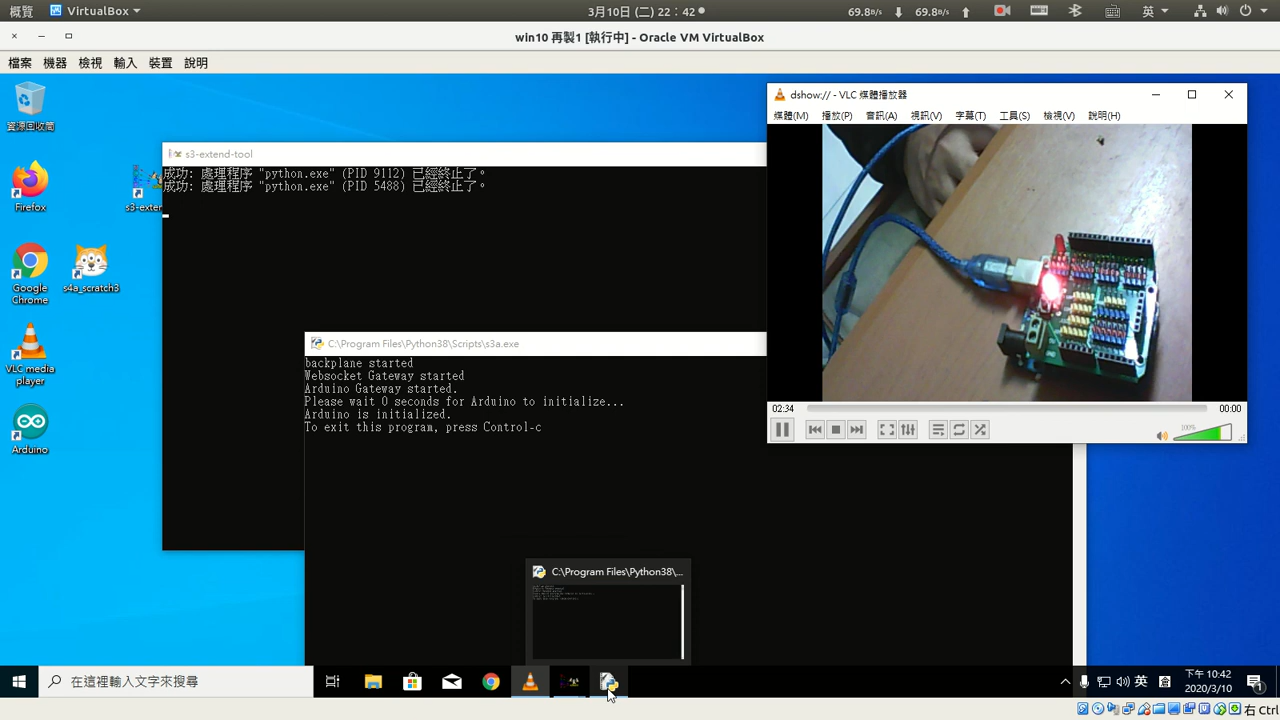 概覽
VirtualBox
3月10日 (二) 22：42
69.8B/s
69.8B/s
英
win10 再製1 [執行中] - Oracle VM VirtualBox
檔案 機器 檢視 輸入 裝置 說明
資源回收筒
Firefox
s3-exten
Google Chrome
s4a_scratch3
VLC media player
Arduino
s3-extend-tool
成功: 處理程序 "python.exe" (PID 9112) 已經終止了。
成功: 處理程序 "python.exe" (PID 5488) 已經終止了。
C:\Program Files\Python38\Scripts\s3a.exe
backplane started
Websocket Gateway started
Arduino Gateway started.
Please wait 0 seconds for Arduino to initialize...
Arduino is initialized.
To exit this program, press Control-c
dshow:// - VLC 媒體播放器
媒體(M) 播放(P) 音訊(A) 視訊(V) 字幕(T) 工具(S) 檢視(V) 說明(H)
02:34
00:00
100%
C:\Program Files\Python38\...
在這裡輸入文字來搜尋
英
下午 10:42
2020/3/10
1
右 Ctrl